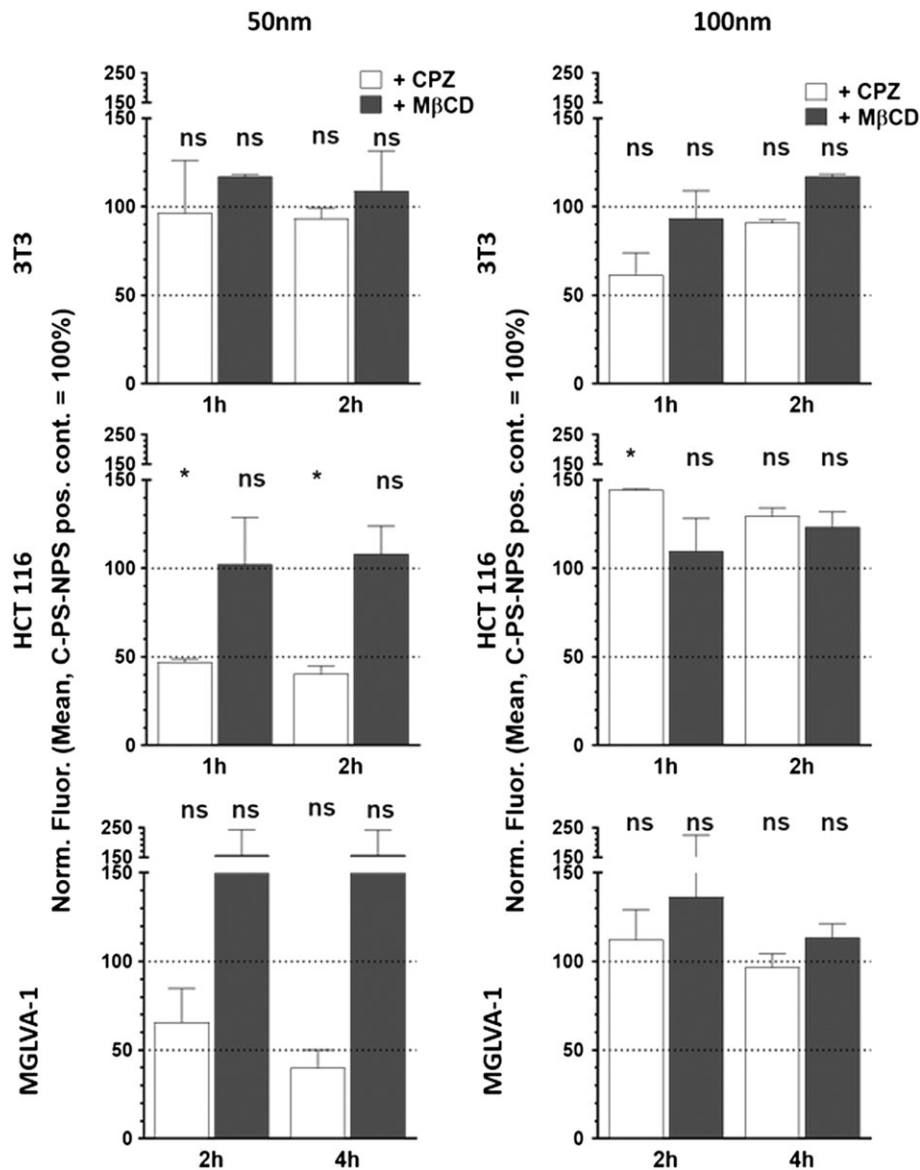 50nm
100nm
250
150
+ CPZ
+ MβCD
150
100
50
0
ns ns ns ns
1h 2h
3T3
250
150
+ CPZ
+ MβCD
150
100
50
0
ns ns ns ns
1h 2h
3T3
250
150
150
100
50
0
* ns * ns
1h 2h
HCT 116
Norm. Fluor. (Mean, C-PS-NPS pos. cont. = 100%)
250
150
150
100
50
0
* ns ns ns
1h 2h
HCT 116
Norm. Fluor. (Mean, C-PS-NPS pos. cont. = 100%)
250
150
150
100
50
0
ns ns ns ns
2h 4h
MGLVA-1
250
150
150
100
50
0
ns ns ns ns
2h 4h
MGLVA-1